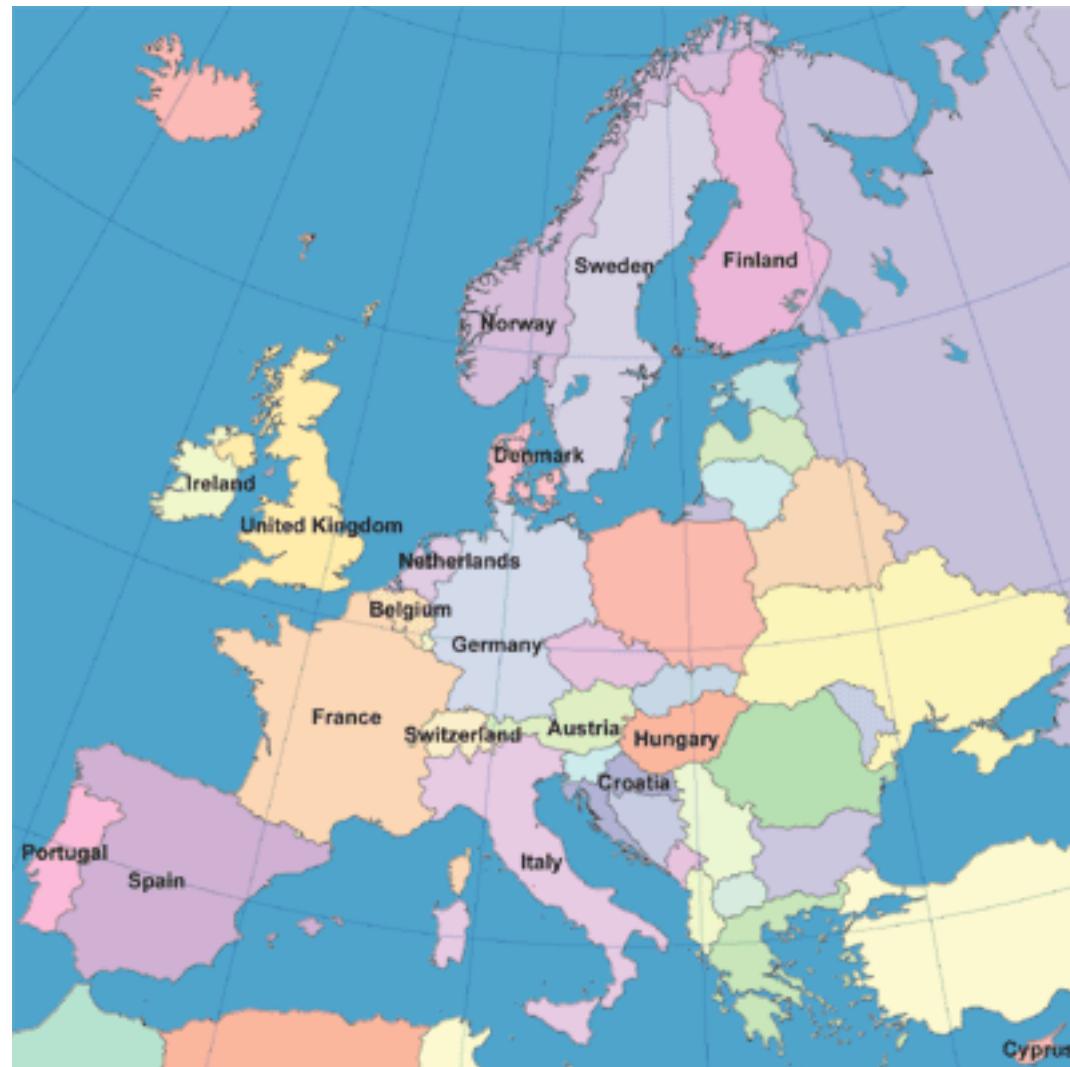 Sweden
Finland
Norway
Denmark
Ireland
United Kingdom
Netherlands
Belgium
Germany
France
Switzerland
Austria
Hungary
Croatia
Portugal
Spain
Italy
Cyprus